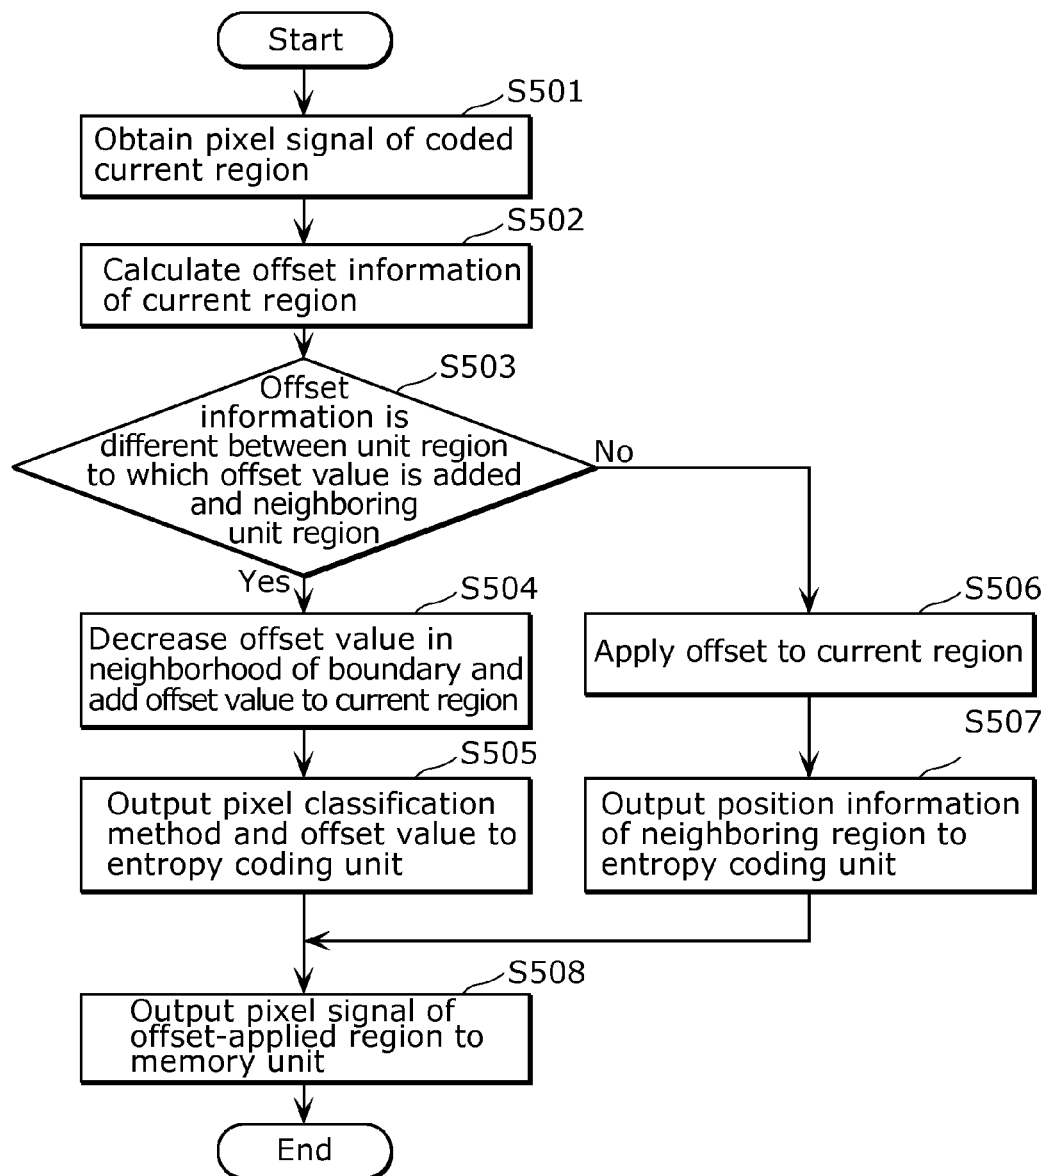 Start
S501
Obtain pixel signal of coded
current region
S502
Calculate offset information
of current region
S503
Offset
information is
different between unit region
to which offset value is added
and neighboring
unit region
No
Yes
S504
Decrease offset value in
neighborhood of boundary and
add offset value to current region
S506
Apply offset to current region
S505
Output pixel classification
method and offset value to
entropy coding unit
S507
Output position information
of neighboring region to
entropy coding unit
S508
Output pixel signal of
offset-applied region to
memory unit
End